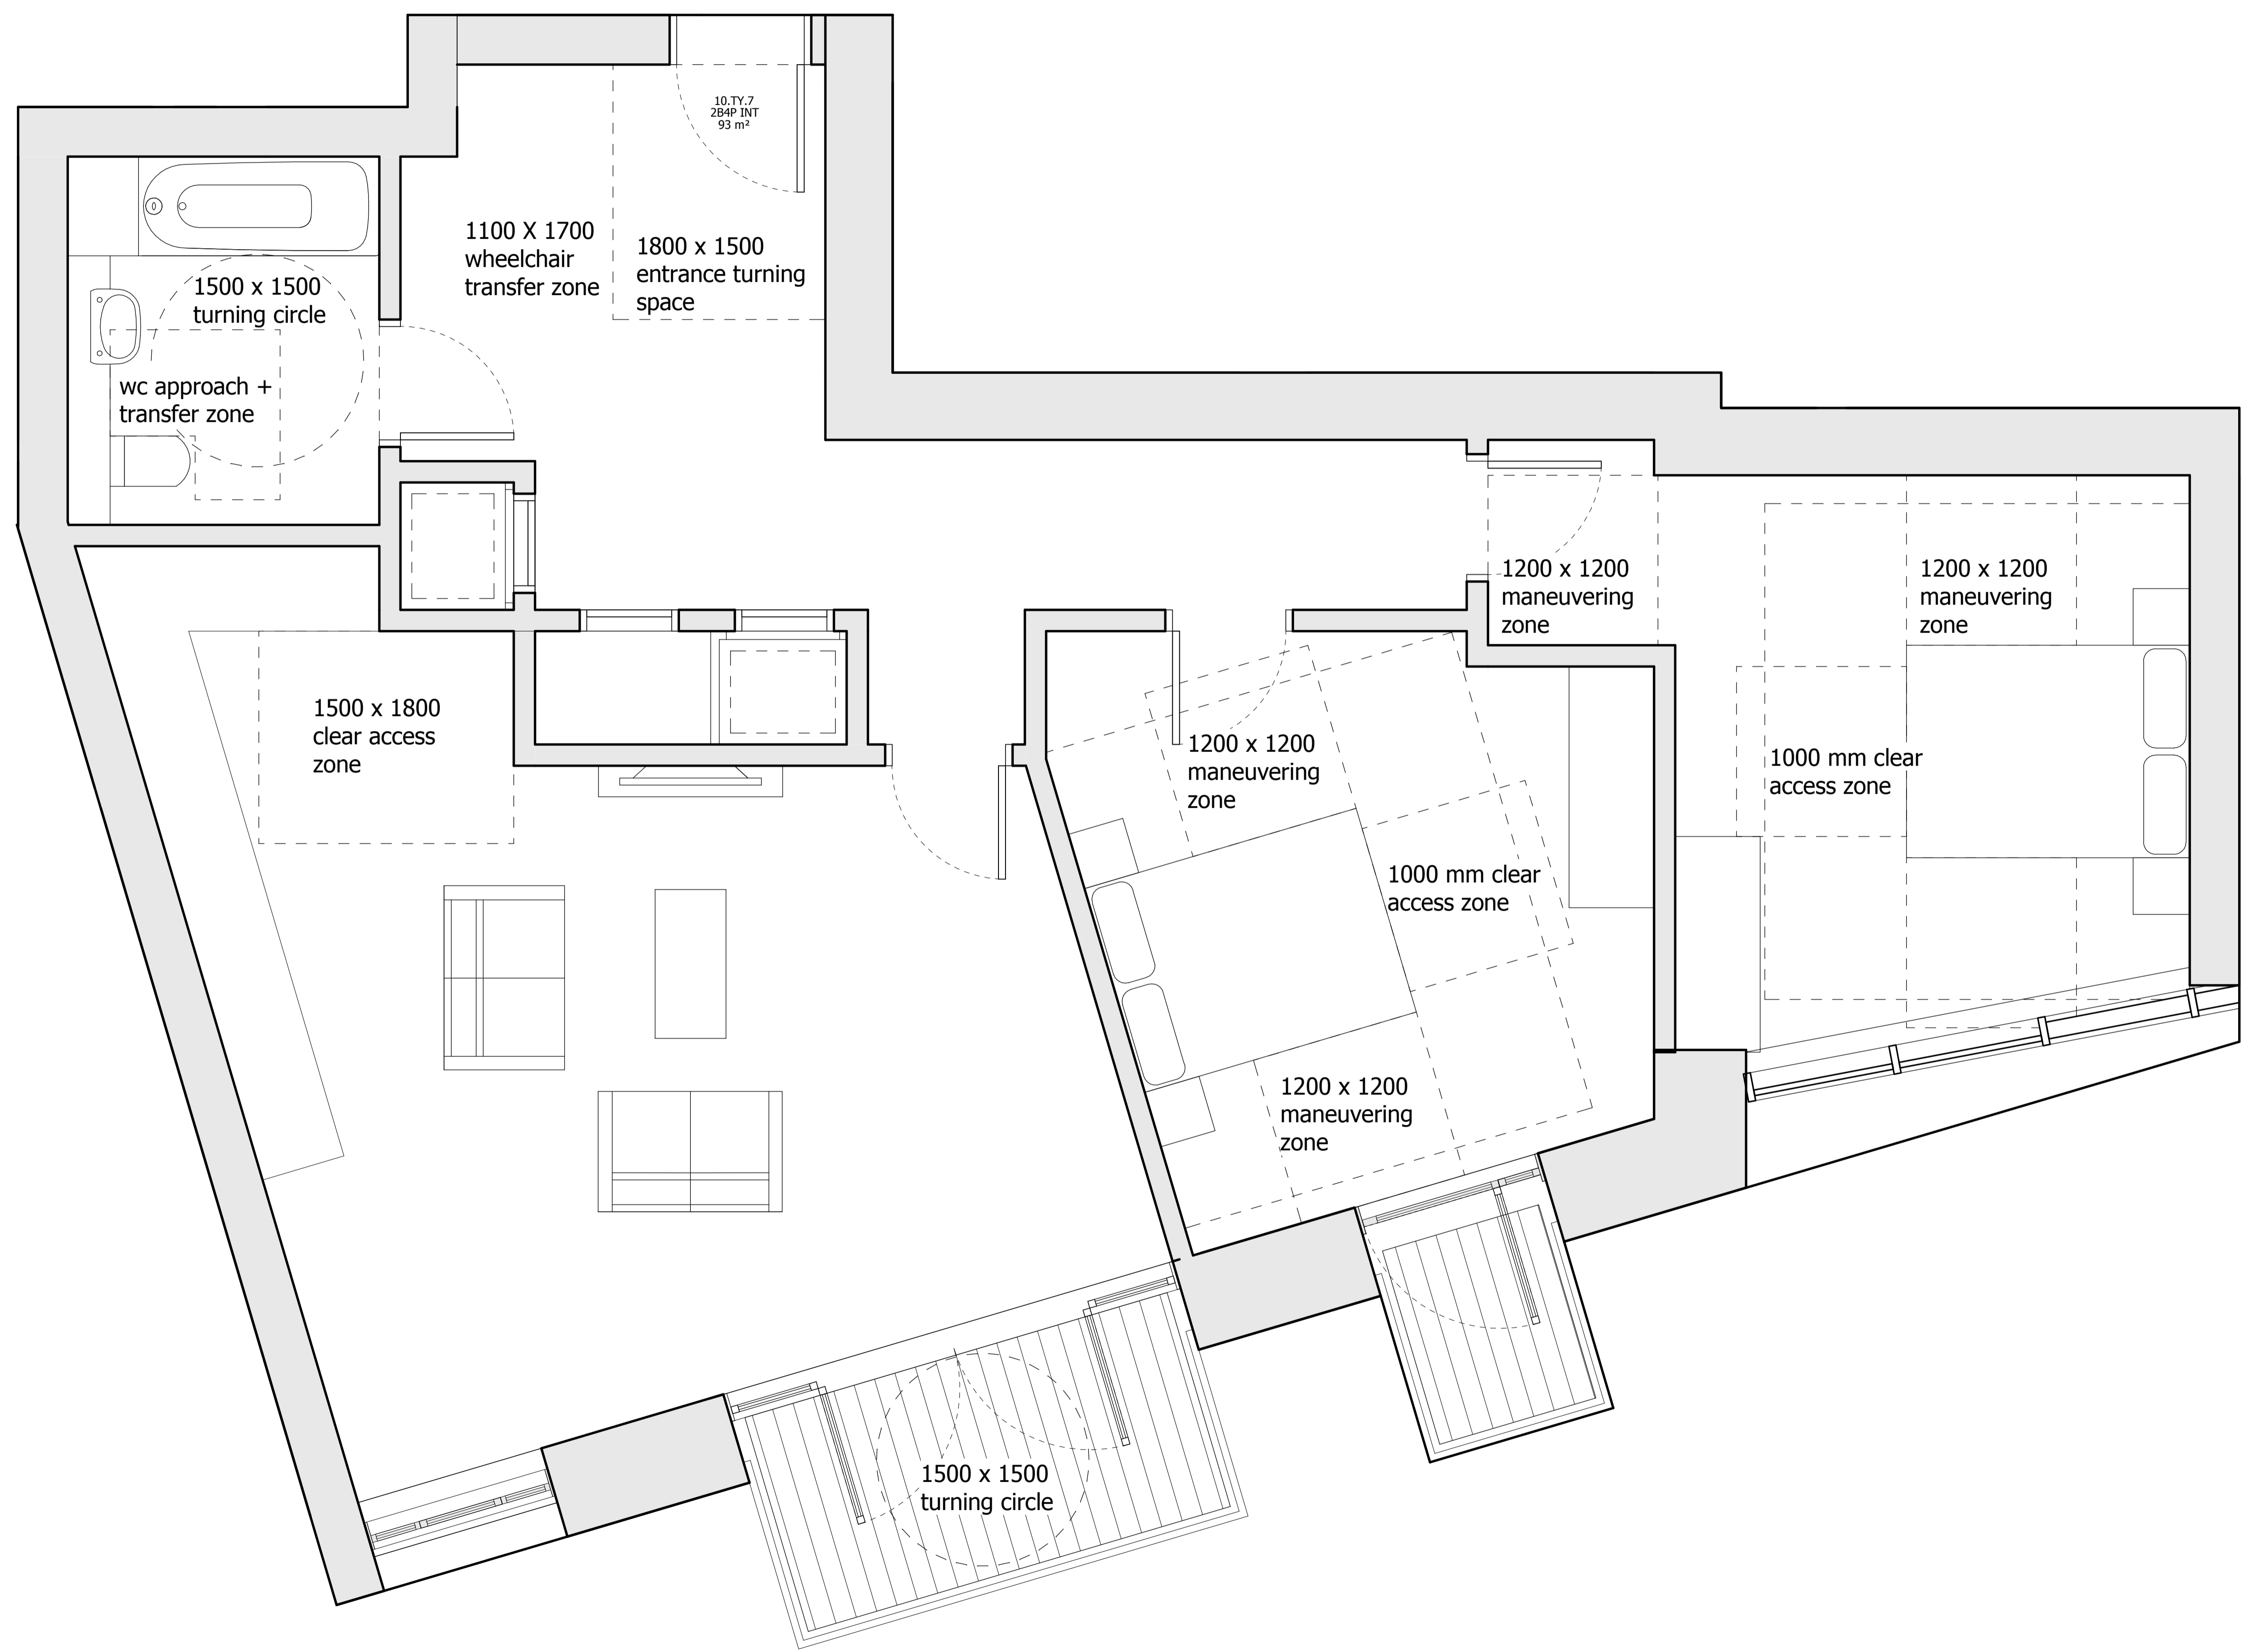 10.TY.7
2B4P INT
93 m²
1100 X 1700
wheelchair
transfer zone
1800 x 1500
entrance turning
space
1500 x 1500
turning circle
wc approach +
transfer zone
1200 x 1200
maneuvering
zone
1200 x 1200
maneuvering
zone
1500 x 1800
clear access
zone
1200 x 1200
maneuvering
zone
1000 mm clear
access zone
1000 mm clear
access zone
1200 x 1200
maneuvering
zone
1500 x 1500
turning circle